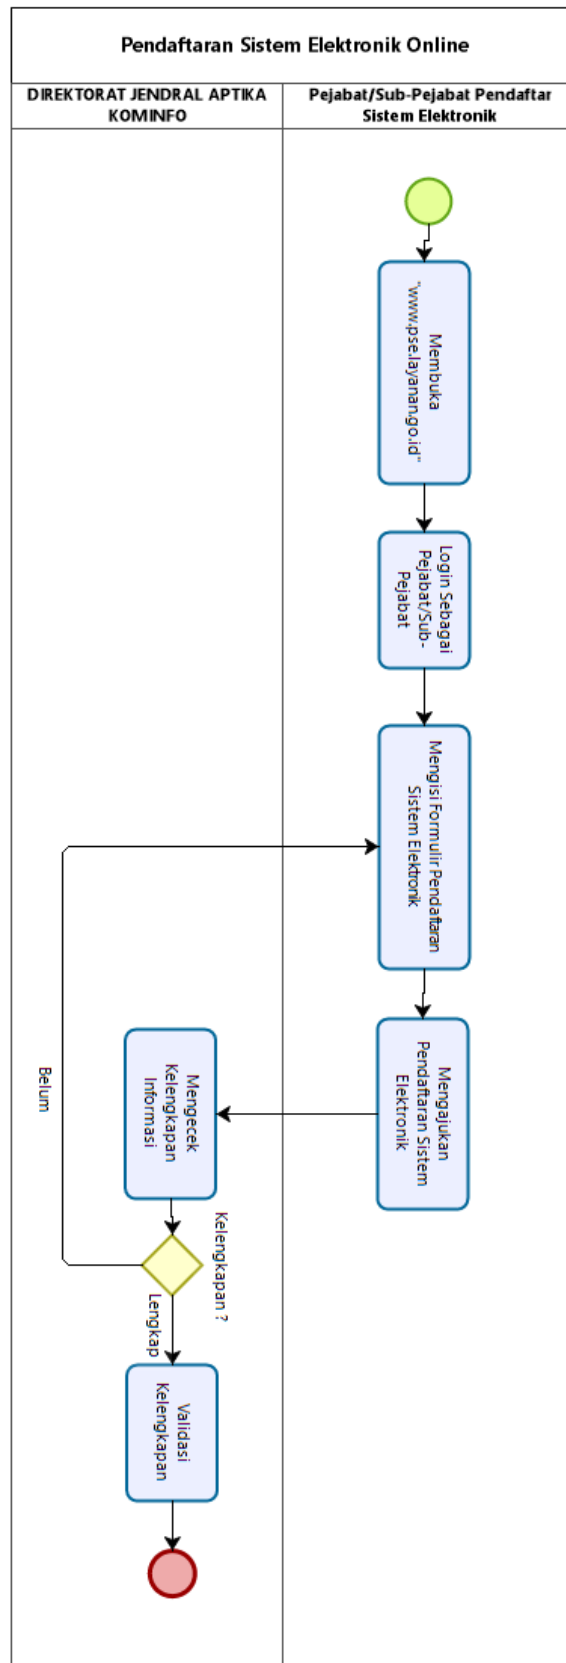 Pendaftaran Sistem Elektronik Online
DIREKTORAT JENDRAL APTIKA
KOMINFO
Pejabat/Sub-Pejabat Pendaftar
Sistem Elektronik
Membuka
"www.pse.layanan.go.id"
Login Sebagai
Pejabat/Sub-
Pejabat
Mengisi Formulir Pendaftaran
Sistem Elektronik
Mengajukan
Pendaftaran Sistem
Elektronik
Mengecek
Kelengkapan
Informasi
Kelengkapan ?
Belum
Lengkap
Validasi
Kelengkapan